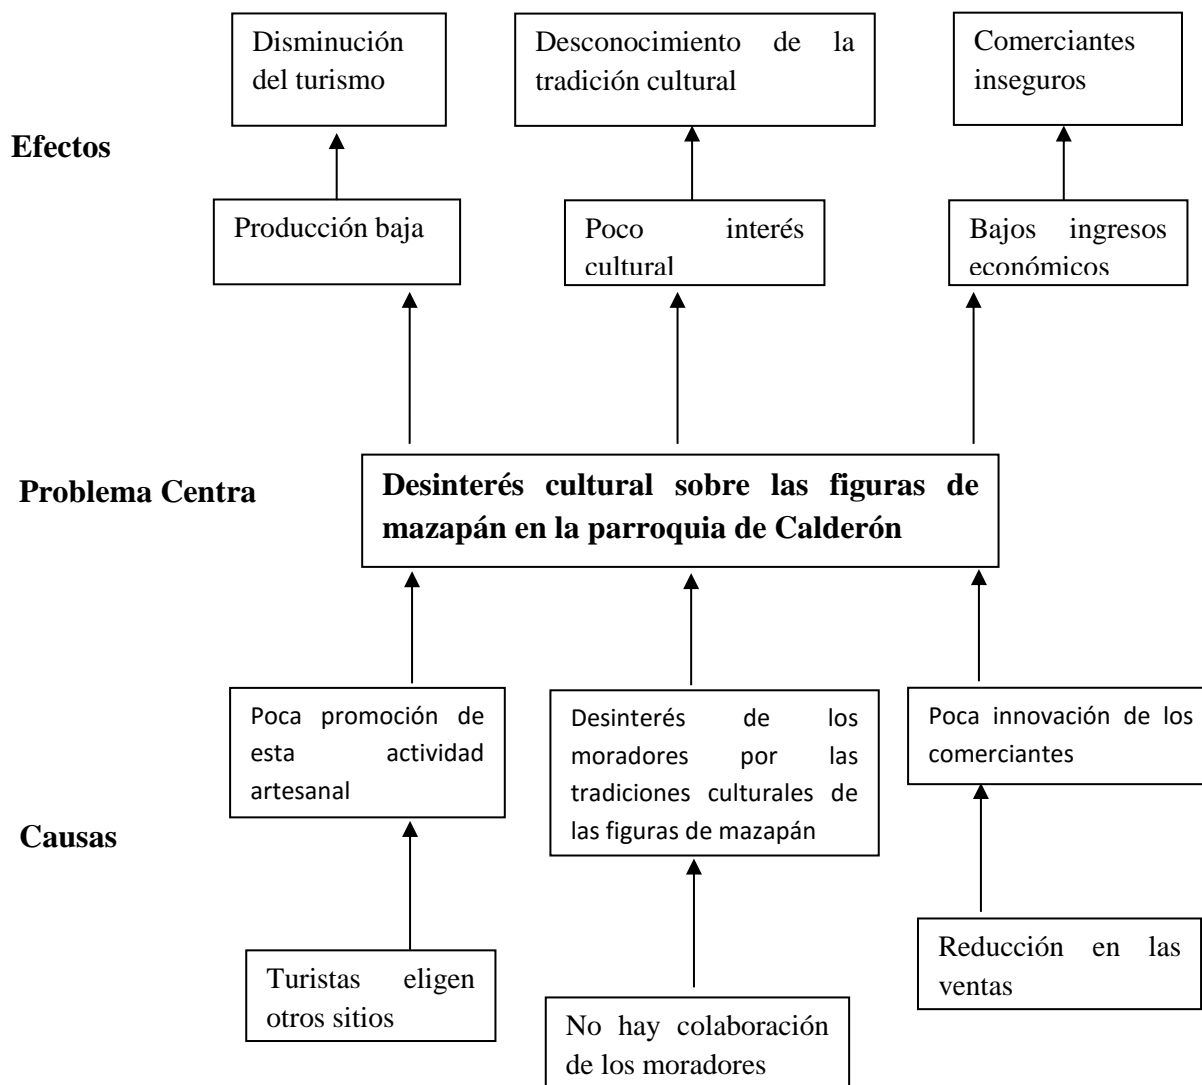 Disminución
del turismo
Desconocimiento de la
tradición cultural
Comerciantes
inseguros
Efectos
Producción baja
Poco interés
cultural
Bajos ingresos
económicos
Problema Centra
Desinterés cultural sobre las figuras de
mazapán en la parroquia de Calderón
Poca promoción de
esta actividad
artesanal
Desinterés de los
moradores por las
tradiciones culturales de
las figuras de mazapán
Poca innovación de los
comerciantes
Causas
Turistas eligen
otros sitios
No hay colaboración
de los moradores
Reducción en las
ventas